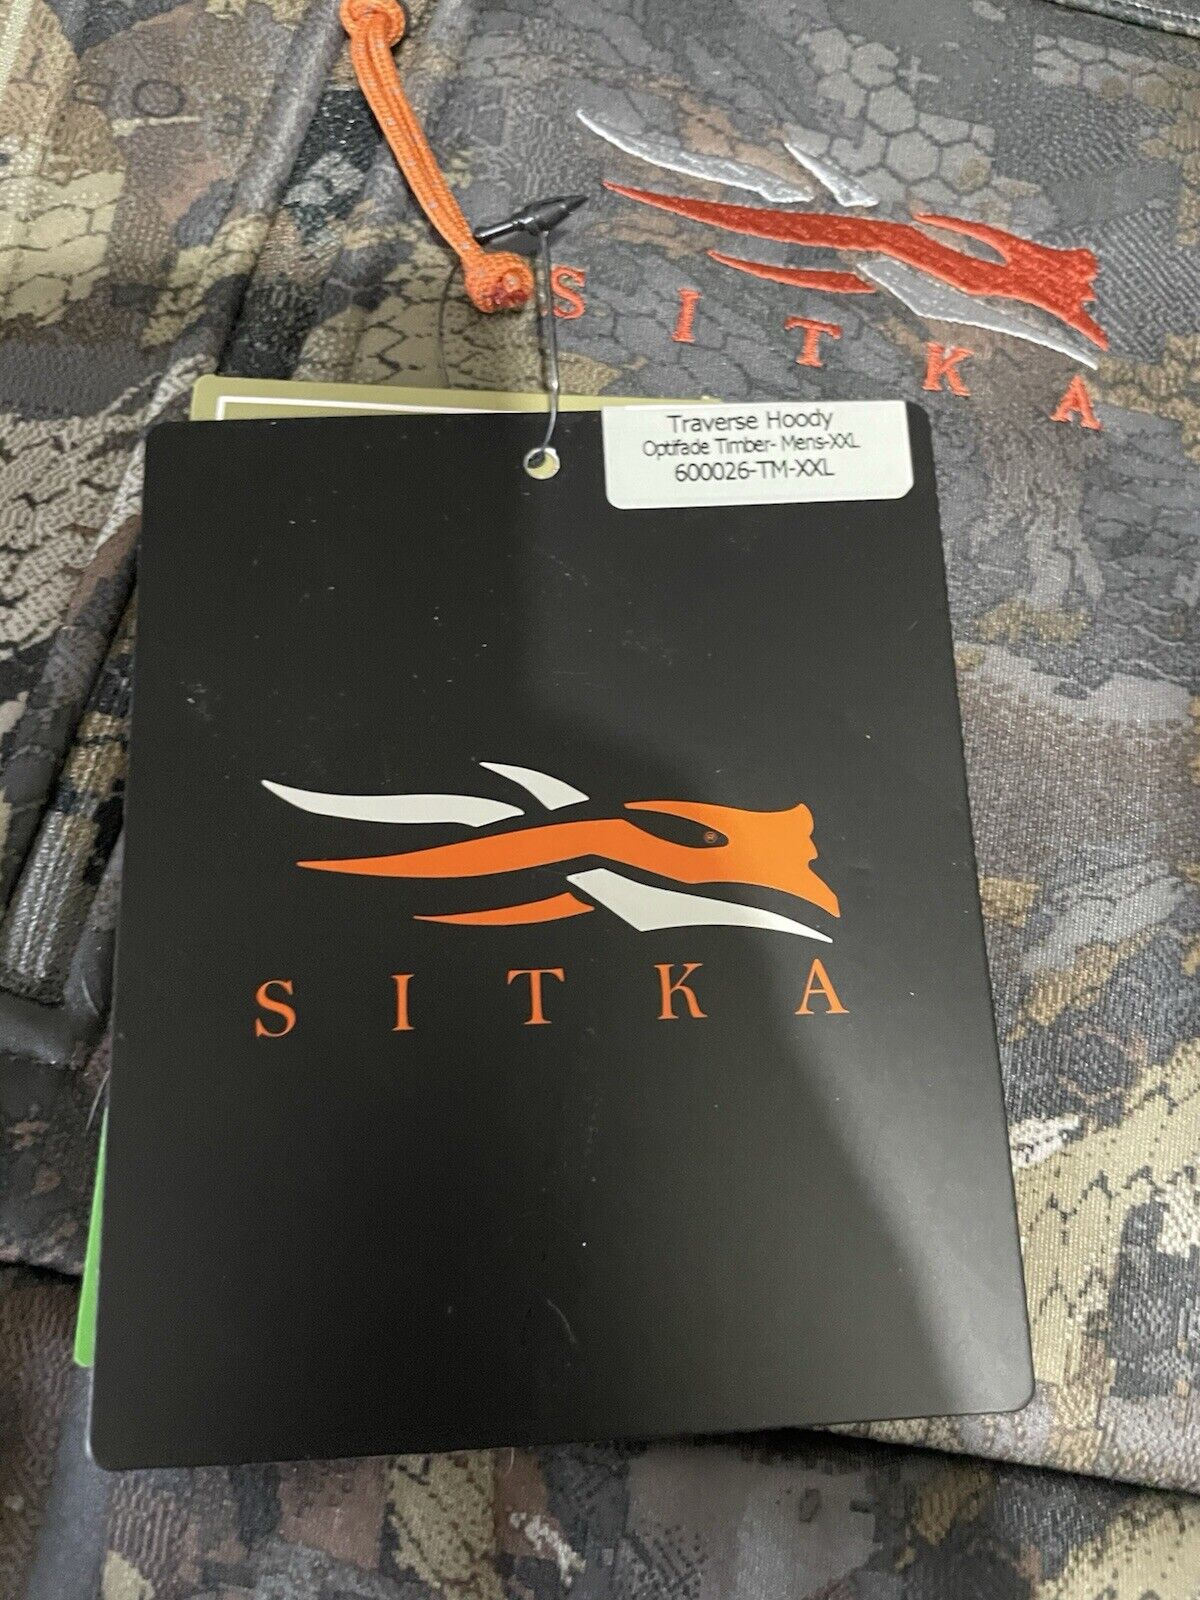 SITKA
Traverse Hoody
Optifade Timber- Mens-XXL
600026-TM-XXL
®
SITKA